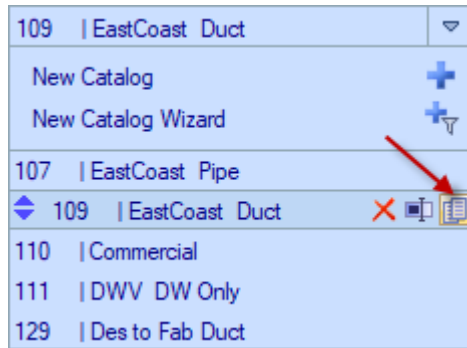 109 | EastCoast Duct
New Catalog
New Catalog Wizard
107 | EastCoast Pipe
109 | EastCoast Duct
110 | Commercial
111 | DWV DW Only
129 | Des to Fab Duct